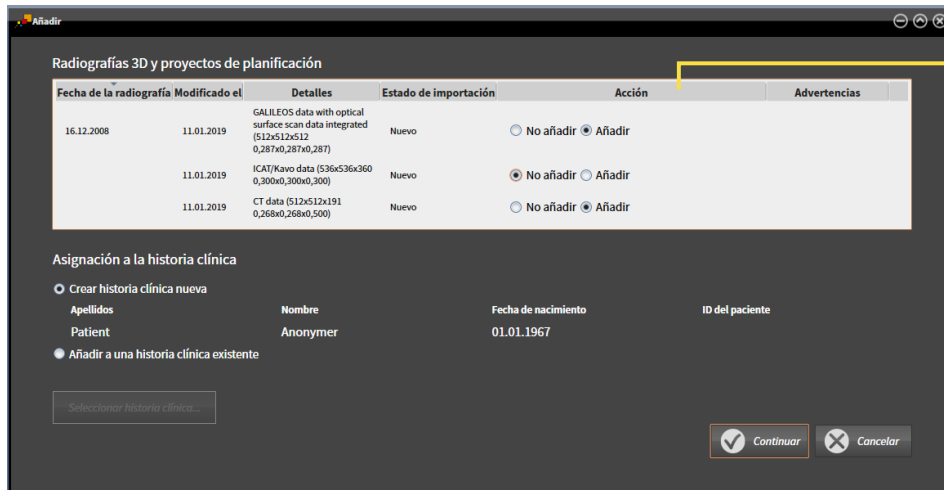 Añadir
Radiografías 3D y proyectos de planificación
Fecha de la radiografía Modificado el Detalles Estado de importación Acción Advertencias
GALILEOS data with optical
surface scan data integrated
16.12.2008 11.01.2019 (512x512x512 Nuevo No añadir Añadir
0,287x0,287x0,287)
11.01.2019 ICAT/Kavo data (536x536x360 Nuevo No añadir Añadir
0,300x0,300x0,300)
11.01.2019 CT data (512x512x191 Nuevo No añadir Añadir
0,268x0,268x0,500)
Asignación a la historia clínica
Crear historia clínica nueva
Apellidos Nombre Fecha de nacimiento ID del paciente
Patient Anonymer 01.01.1967
Añadir a una historia clínica existente
Seleccionar historia clínica...
Continuar Cancelar